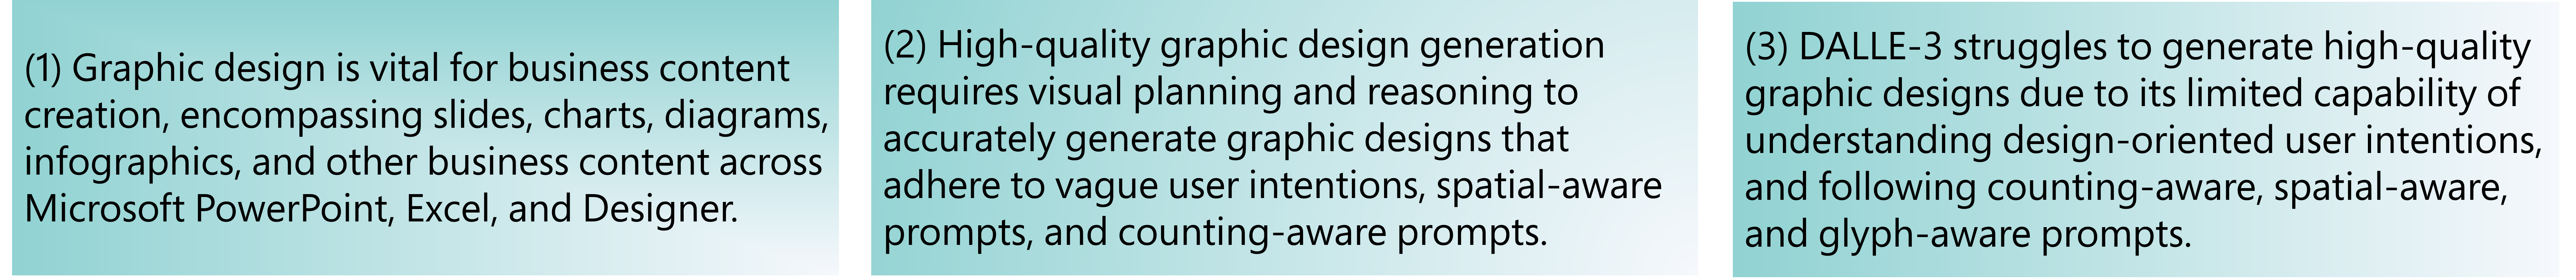 (1) Graphic design is vital for business content
creation, encompassing slides, charts, diagrams,
infographics, and other business content across
Microsoft PowerPoint, Excel, and Designer.
(2) High-quality graphic design generation
requires visual planning and reasoning to
accurately generate graphic designs that
adhere to vague user intentions, spatial-aware
prompts, and counting-aware prompts.
(3) DALLE-3 struggles to generate high-quality
graphic designs due to its limited capability of
understanding design-oriented user intentions,
and following counting-aware, spatial-aware,
and glyph-aware prompts.